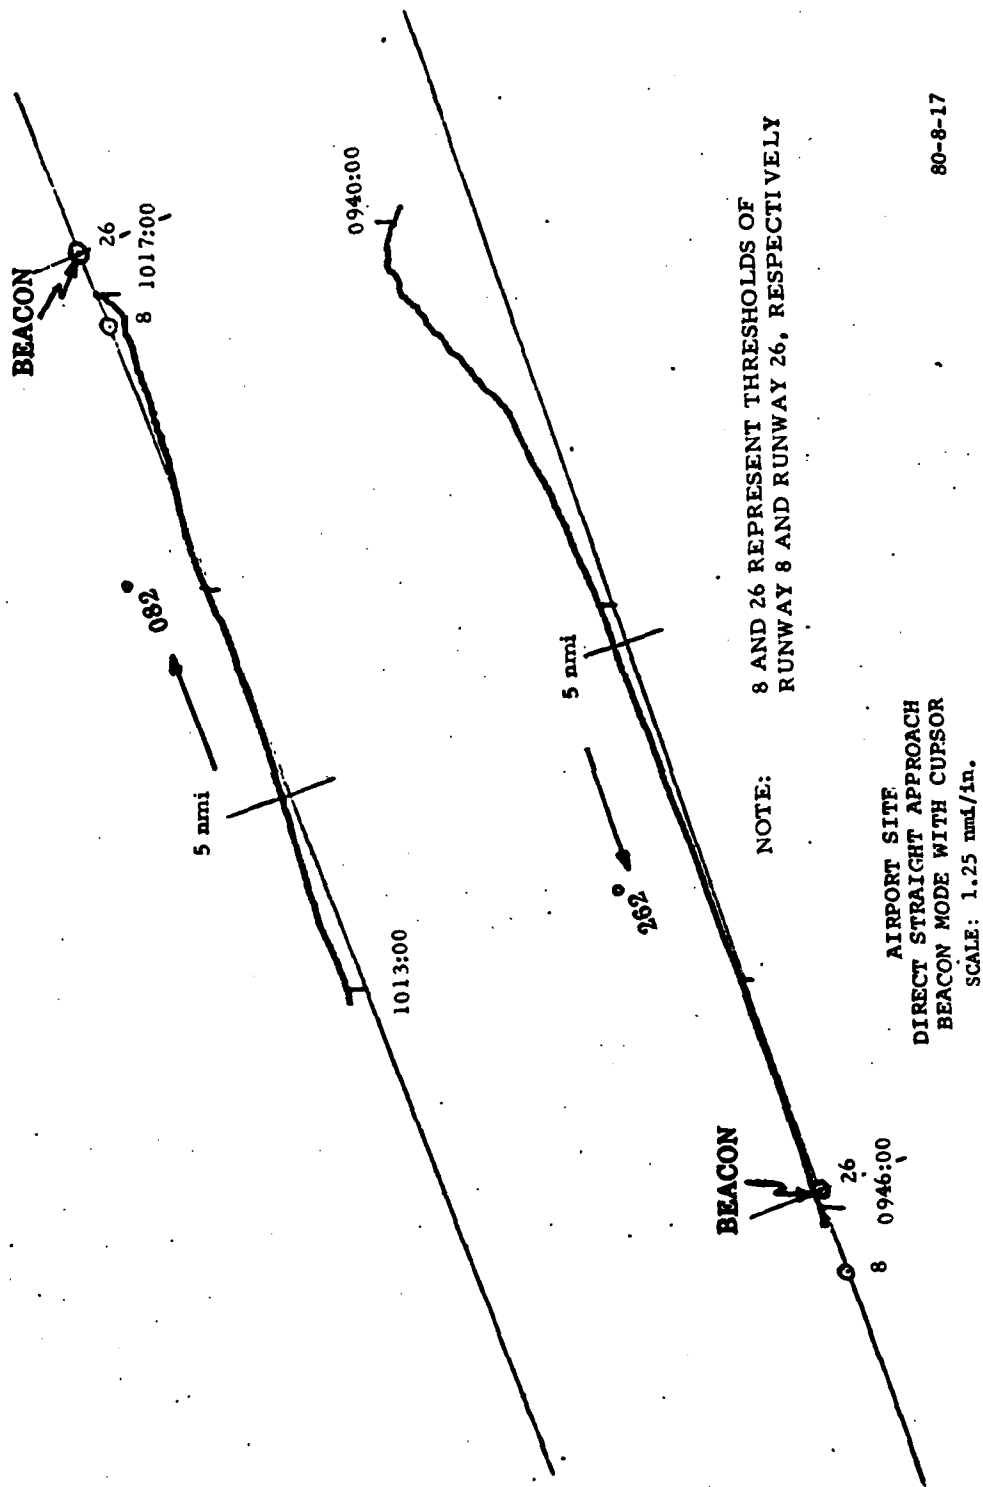 BEACON
26
1017:00
8
082°
5 nmi
1013:00
0940:00
5 nmi
262°
BEACON
26
0946:00
8
NOTE: 8 AND 26 REPRESENT THRESHOLDS OF
RUNWAY 8 AND RUNWAY 26, RESPECTIVELY
AIRPORT SITE
DIRECT STRAIGHT APPROACH
BEACON MODE WITH CURSOR
SCALE: 1.25 nmi/in.
80-8-17